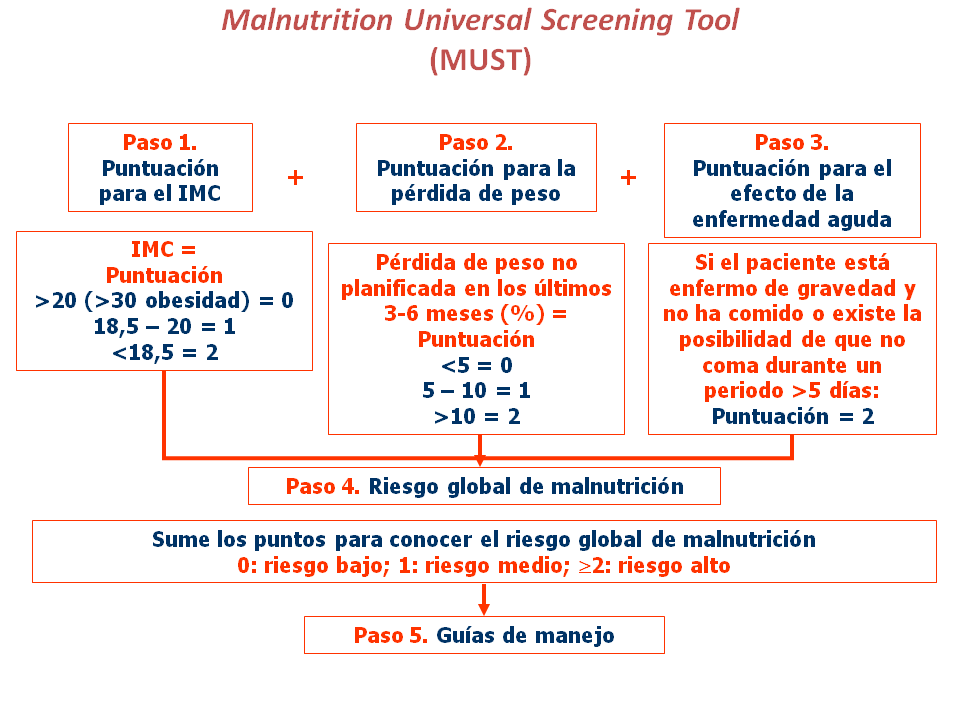 Malnutrition Universal Screening Tool
(MUST)
Paso 1.
Puntuación
para el IMC
+
Paso 2.
Puntuación para la
pérdida de peso
+
Paso 3.
Puntuación para el
efecto de la
enfermedad aguda
IMC =
Puntuación
>20 (>30 obesidad) = 0
18,5 – 20 = 1
<18,5 = 2
Pérdida de peso no
planificada en los últimos
3-6 meses (%) =
Puntuación
<5 = 0
5 – 10 = 1
>10 = 2
Si el paciente está
enfermo de gravedad y
no ha comido o existe la
posibilidad de que no
coma durante un
periodo >5 días:
Puntuación = 2
Paso 4. Riesgo global de malnutrición
Sume los puntos para conocer el riesgo global de malnutrición
0: riesgo bajo; 1: riesgo medio; ≥2: riesgo alto
Paso 5. Guías de manejo